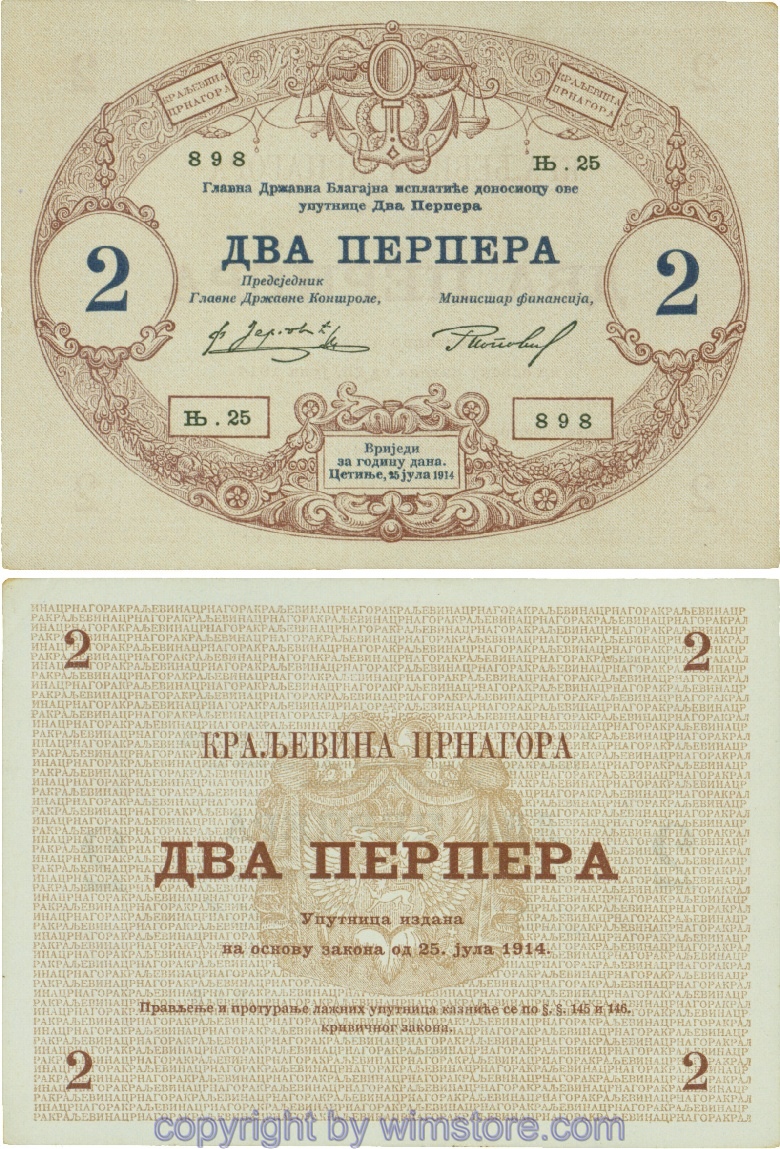 КРАЉЕВИНА
ЦРНАГОРА
КРАЉЕВИНА
ЦРНАГОРА
898
Њ.25
Главна Државна Благајна исплатиће доносиоцу ове
упутнице Два Перпера
2
ДВА ПЕРПЕРА
2
Предсједник
Главне Државне Контроле,
Министар финансија,
Њ.25
898
Вриједи
за годину дана.
Цетиње, 25 јула 1914
2
2
КРАЉЕВИНА ЦРНАГОРА
ДВА ПЕРПЕРА
Упутница издана
на основу закона од 25. јула 1914.
Прављење и протурање лажних упутница казниће се по §. §. 145 и 146.
кривичног закона.
2
2
copyright by wimstore.com